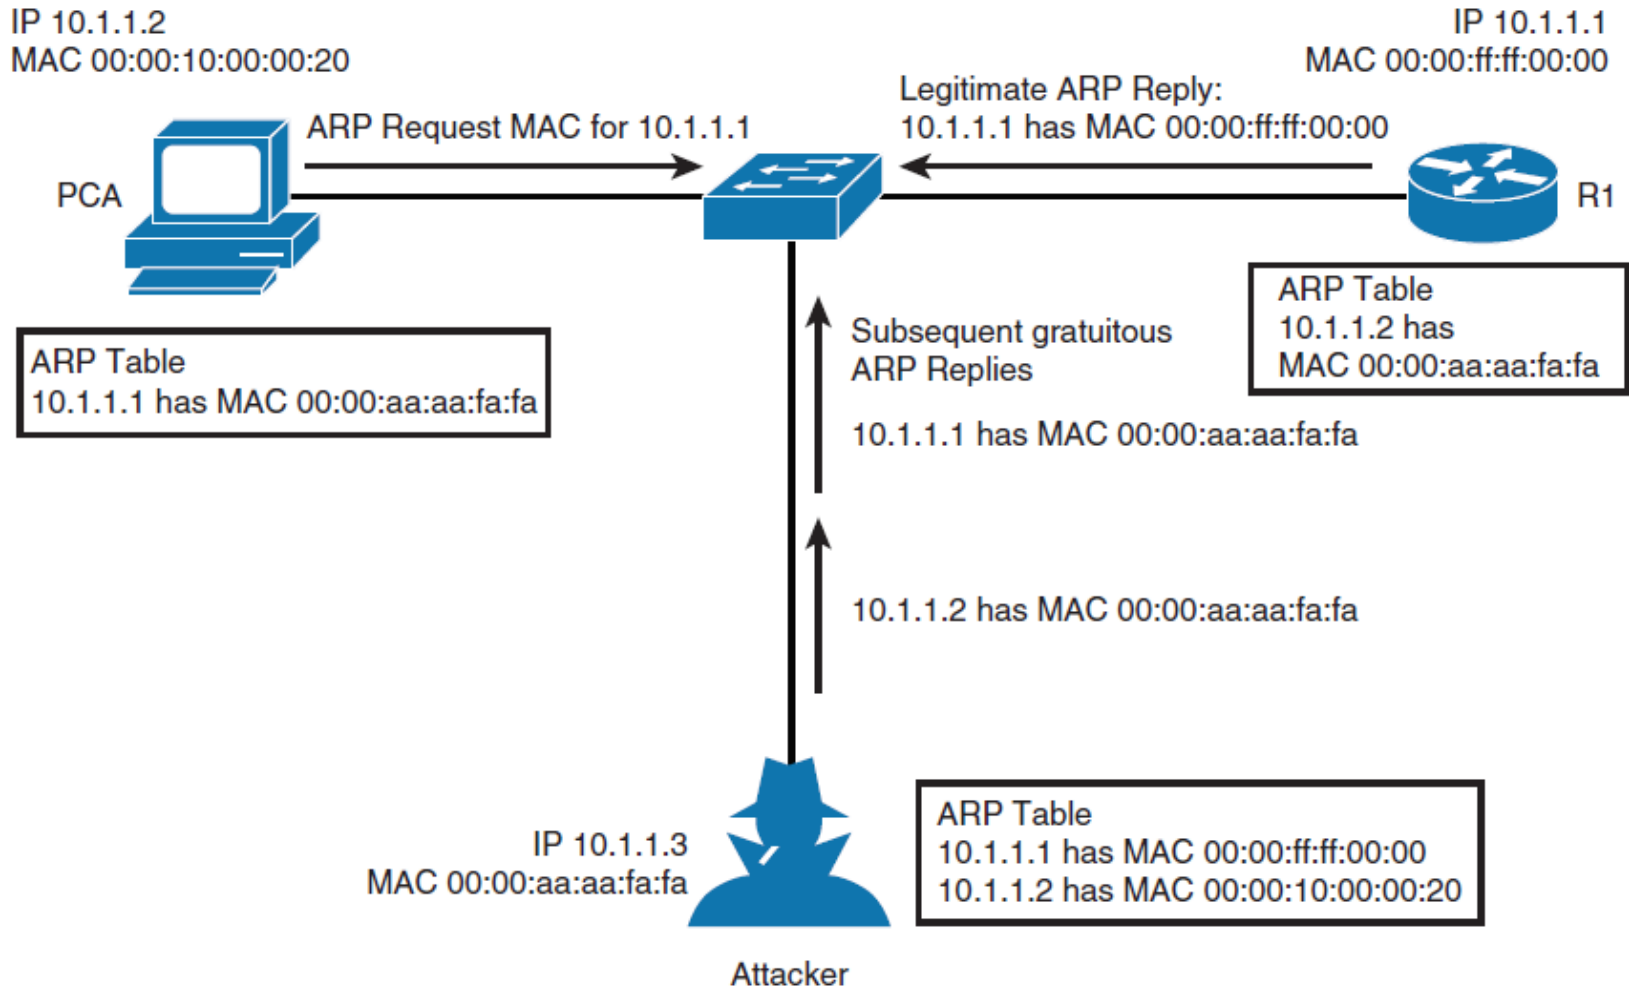 IP 10.1.1.2
MAC 00:00:10:00:00:20
IP 10.1.1.1
MAC 00:00:ff:ff:00:00
ARP Request MAC for 10.1.1.1
Legitimate ARP Reply:
10.1.1.1 has MAC 00:00:ff:ff:00:00
PCA
R1
ARP Table
10.1.1.1 has MAC 00:00:aa:aa:fa:fa
ARP Table
10.1.1.2 has
MAC 00:00:aa:aa:fa:fa
Subsequent gratuitous
ARP Replies
10.1.1.1 has MAC 00:00:aa:aa:fa:fa
10.1.1.2 has MAC 00:00:aa:aa:fa:fa
IP 10.1.1.3
MAC 00:00:aa:aa:fa:fa
ARP Table
10.1.1.1 has MAC 00:00:ff:ff:00:00
10.1.1.2 has MAC 00:00:10:00:00:20
Attacker